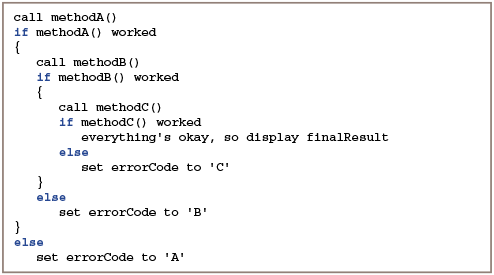 call methodA()
if methodA() worked
{
   call methodB()
   if methodB() worked
   {
      call methodC()
      if methodC() worked
         everything's okay, so display finalResult
      else
         set errorCode to 'C'
   }
   else
      set errorCode to 'B'
}
else
   set errorCode to 'A'